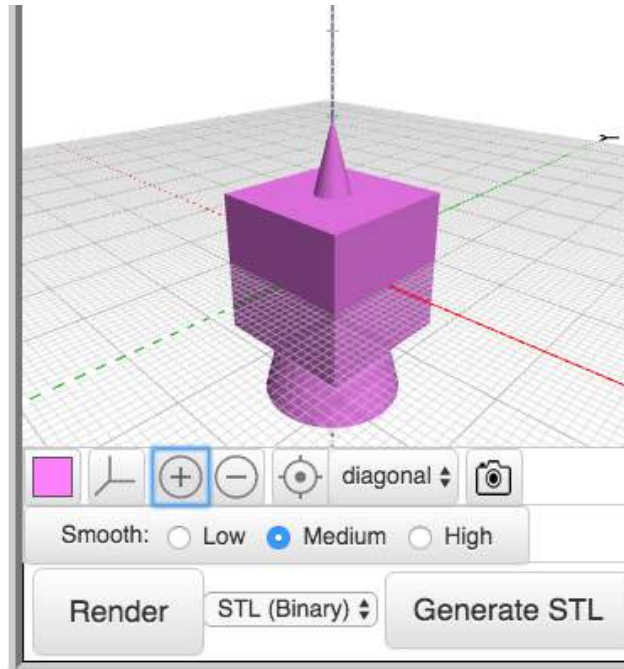 Y
diagonal
Smooth: Low Medium High
Render STL (Binary) Generate STL